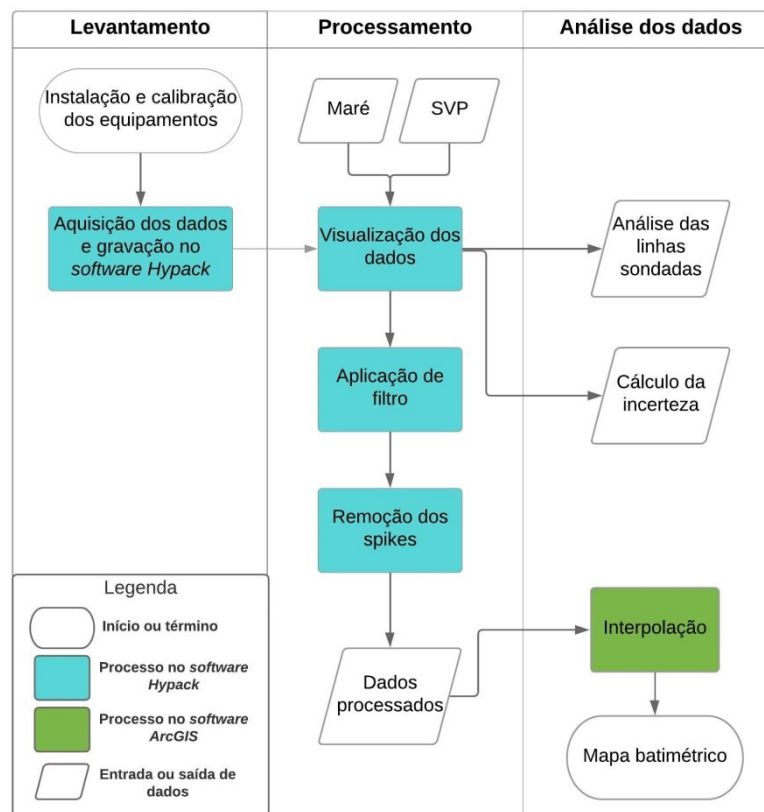 Levantamento
Processamento
Análise dos dados
Instalação e calibração
dos equipamentos
Aquisição dos dados
e gravação no
software Hypack
Maré
SVP
Visualização dos
dados
Aplicação de
filtro
Remoção dos
spikes
Dados
processados
Análise das
linhas
sondadas
Cálculo da
incerteza
Interpolação
Mapa batimétrico
Legenda
Início ou término
Processo no software
Hypack
Processo no software
ArcGIS
Entrada ou saída de
dados